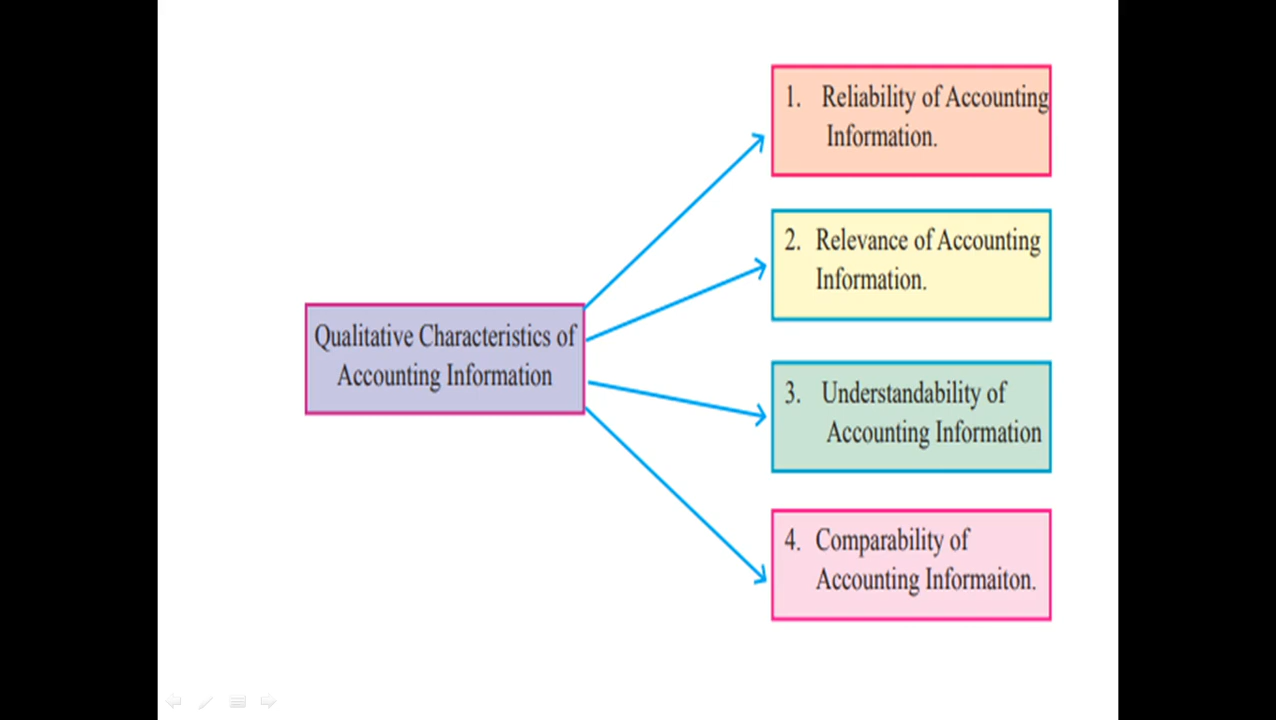 1. Reliability of Accounting
Information.
2. Relevance of Accounting
Information.
Qualitative Characteristics of
Accounting Information
3. Understandability of
Accounting Information
4. Comparability of
Accounting Informaiton.